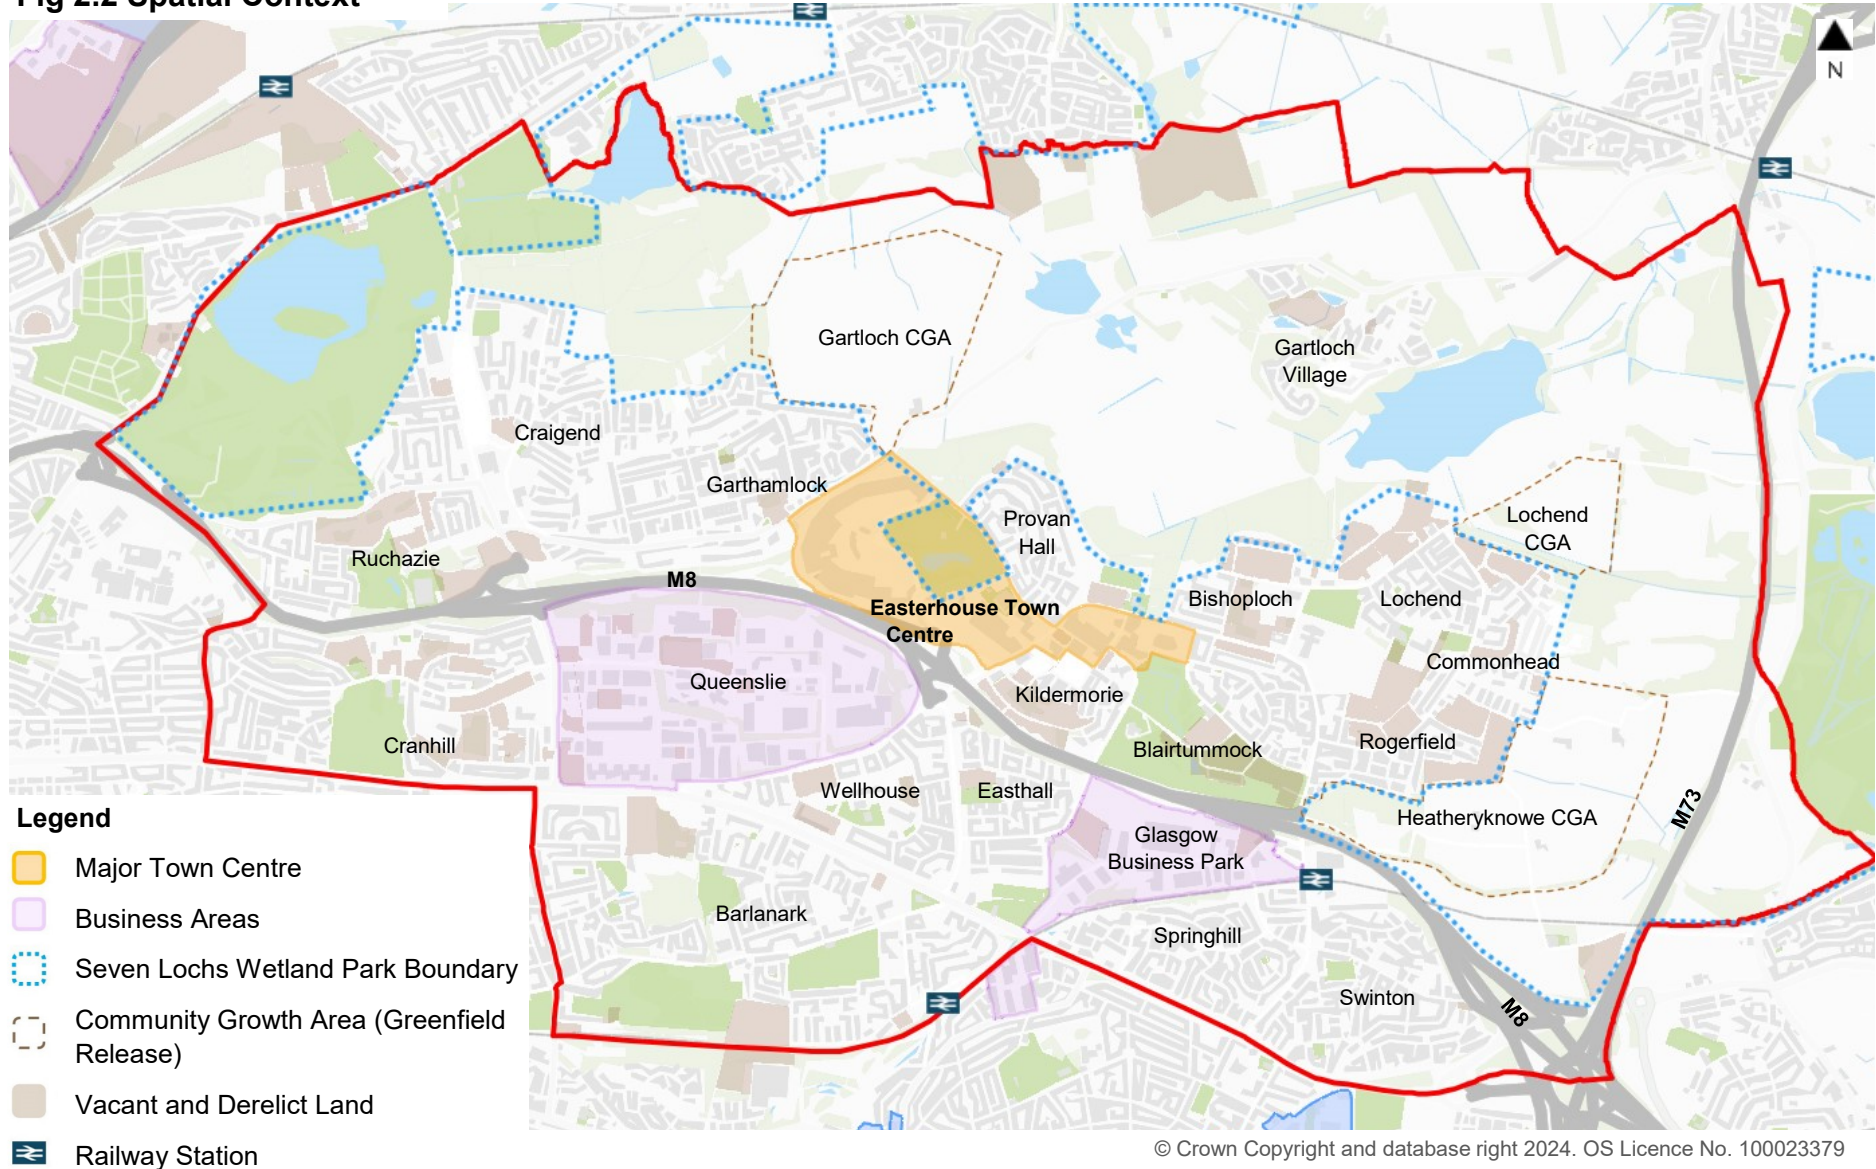 Fig 2.2 Spatial Context
N
Gartloch CGA
Gartloch
Village
Craigend
Garthamlock
Provan
Hall
Lochend
CGA
Ruchazie
M8
Bishoploch
Lochend
Easterhouse Town
Centre
Commonhead
Queenslie
Kildermorie
Cranhill
Blairtummock
Rogerfield
Wellhouse
Easthall
Heatheryknowe CGA
M73
Glasgow
Business Park
Barlanark
Springhill
Swinton
M8
Legend
Major Town Centre
Business Areas
Seven Lochs Wetland Park Boundary
Community Growth Area (Greenfield
Release)
Vacant and Derelict Land
Railway Station
© Crown Copyright and database right 2024. OS Licence No. 100023379